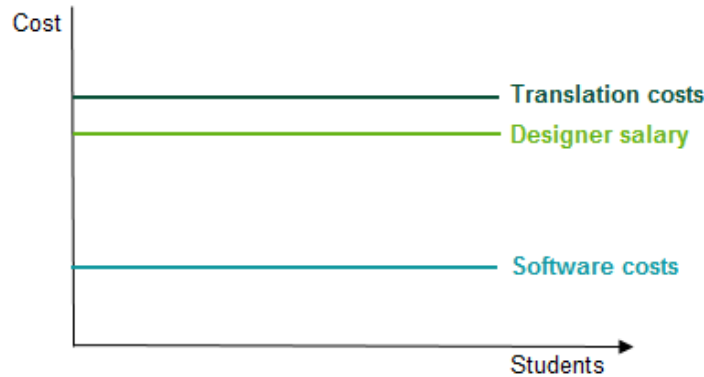 Cost
Translation costs
Designer salary
Software costs
Students